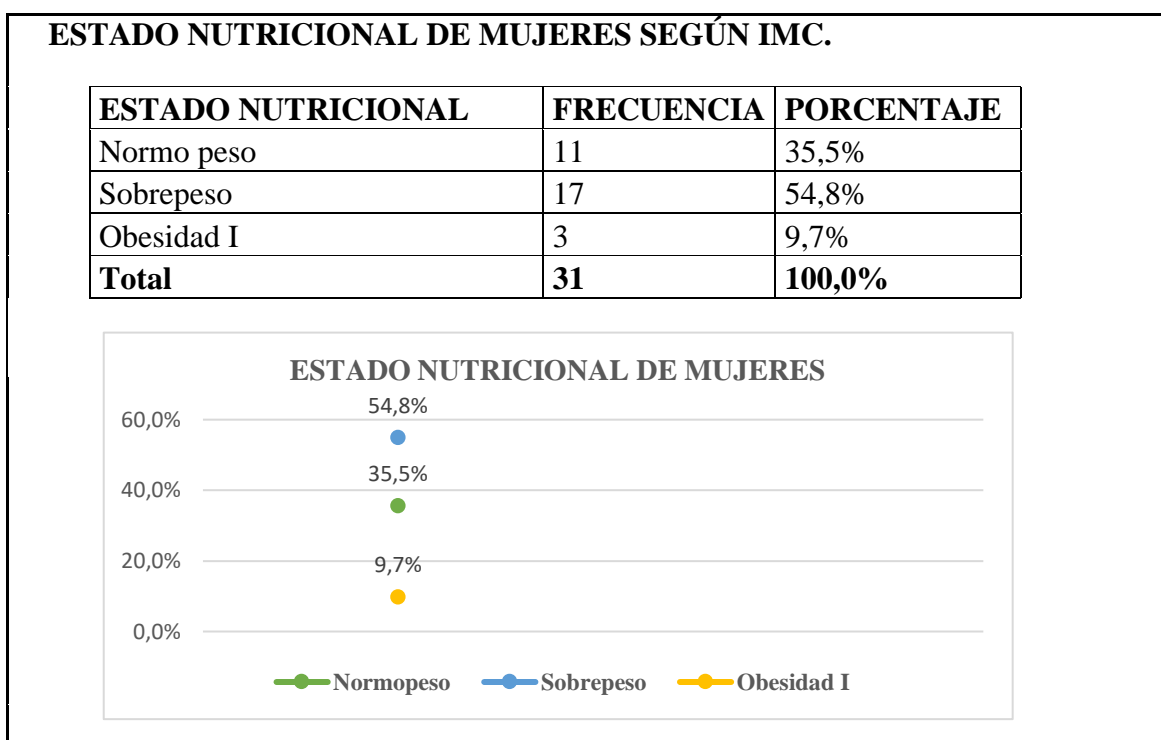 ESTADO NUTRICIONAL DE MUJERES SEGÚN IMC.
ESTADO NUTRICIONAL FRECUENCIA PORCENTAJE
Normo peso 11 35,5%
Sobrepeso 17 54,8%
Obesidad I 3 9,7%
Total 31 100,0%
ESTADO NUTRICIONAL DE MUJERES
54,8%
60,0%
35,5%
40,0%
20,0%
9,7%
0,0%
Normopeso Sobrepeso Obesidad I